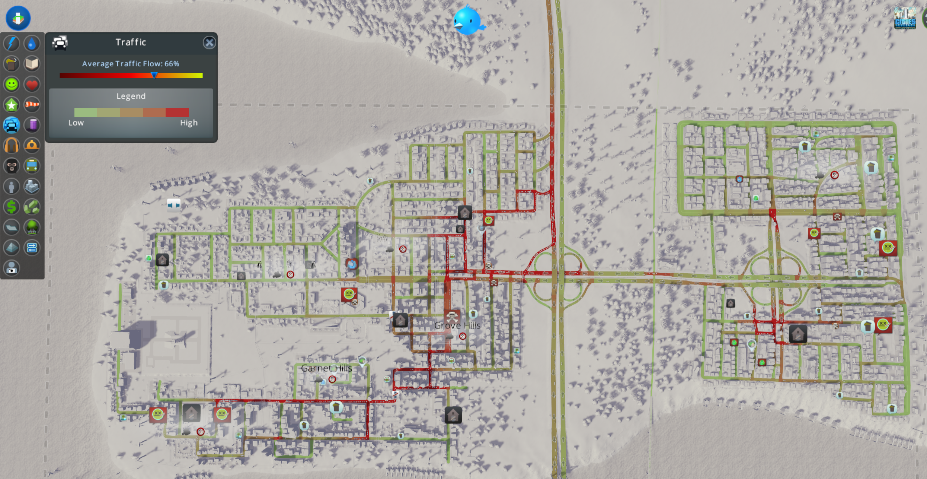 Traffic
Average Traffic Flow: 66%
Legend
Low
High
Grove Hills
Garnet Hills